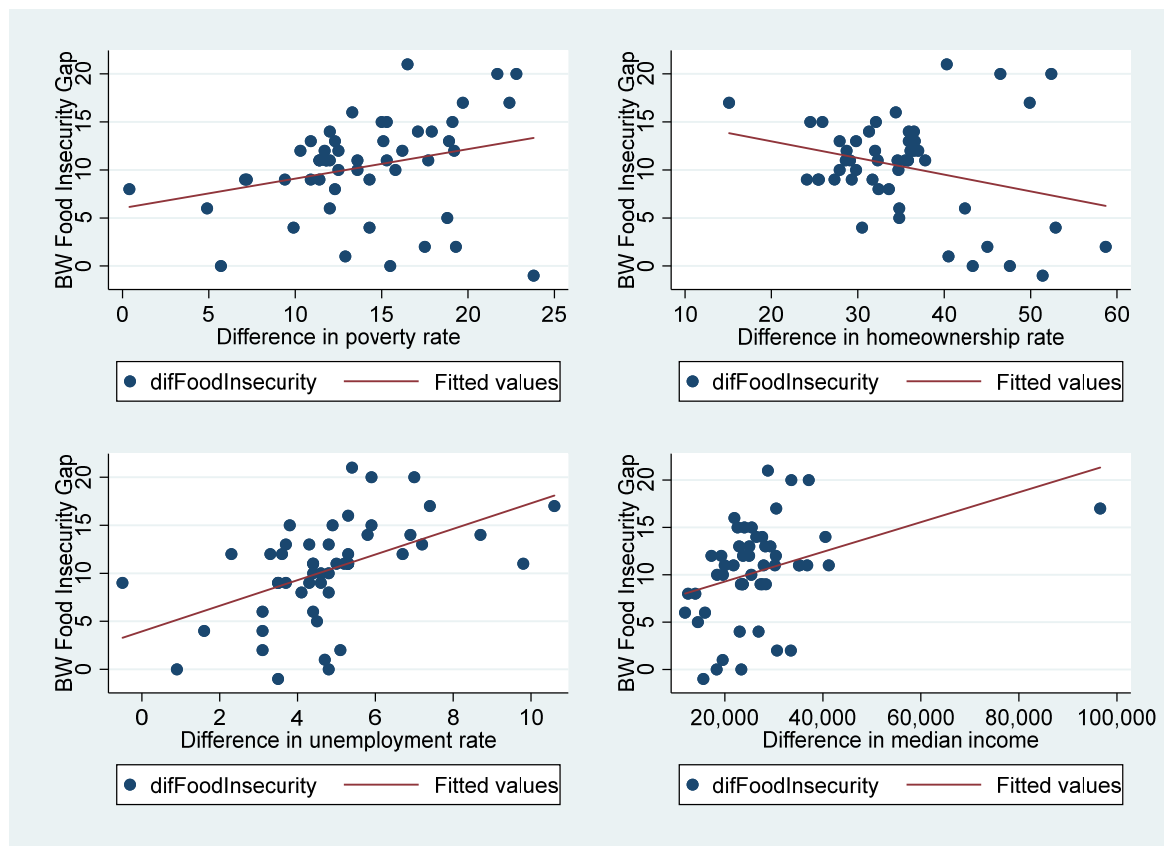 BW Food Insecurity Gap
0 5 10 15 20
0 5 10 15 20 25
Difference in poverty rate
difFoodInsecurity Fitted values
BW Food Insecurity Gap
0 5 10 15 20
10 20 30 40 50 60
Difference in homeownership rate
difFoodInsecurity Fitted values
BW Food Insecurity Gap
0 5 10 15 20
0 2 4 6 8 10
Difference in unemployment rate
difFoodInsecurity Fitted values
BW Food Insecurity Gap
0 5 10 15 20
20,000 40,000 60,000 80,000 100,000
Difference in median income
difFoodInsecurity Fitted values